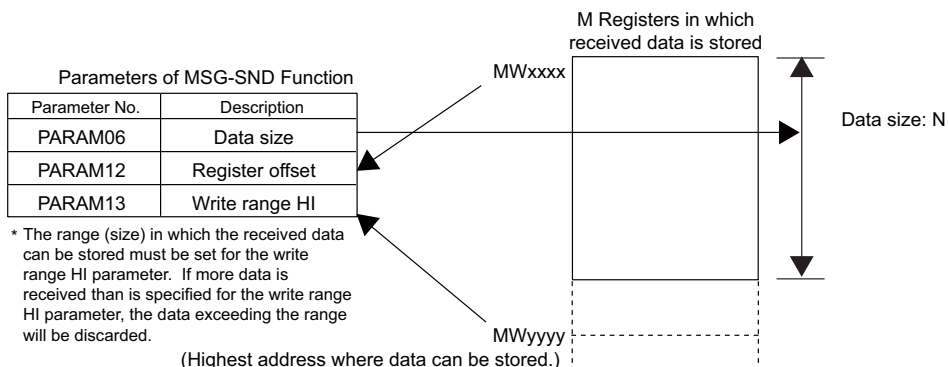 M Registers in which
received data is stored
Parameters of MSG-SND Function
MWxxxx
Parameter No. Description
PARAM06 Data size
PARAM12 Register offset
PARAM13 Write range HI
Data size: N
* The range (size) in which the received data
can be stored must be set for the write
range HI parameter. If more data is
received than is specified for the write range
HI parameter, the data exceeding the range
will be discarded.
MWyyyy
(Highest address where data can be stored.)